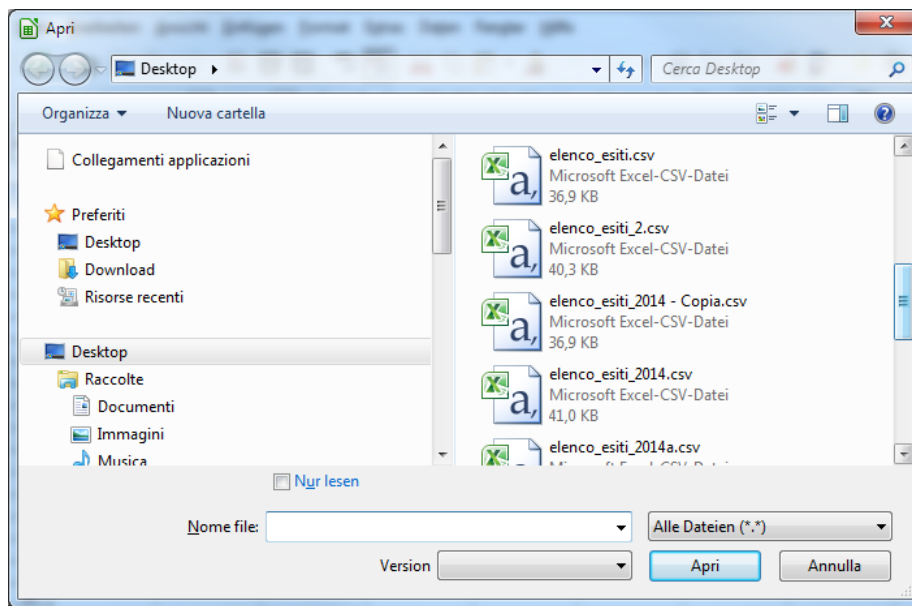 Apri
Desktop
Cerca Desktop
Organizza
Nuova cartella
Collegamenti applicazioni
Preferiti
Desktop
Download
Risorse recenti
Desktop
Raccolte
Documenti
Immagini
Musica
elenco_esiti.csv
Microsoft Excel-CSV-Datei
36,9 KB
elenco_esiti_2.csv
Microsoft Excel-CSV-Datei
40,3 KB
elenco_esiti_2014 - Copia.csv
Microsoft Excel-CSV-Datei
36,9 KB
elenco_esiti_2014.csv
Microsoft Excel-CSV-Datei
41,0 KB
elenco_esiti_2014a.csv
Nur lesen
Nome file:
Alle Dateien (*.*)
Version
Apri
Annulla